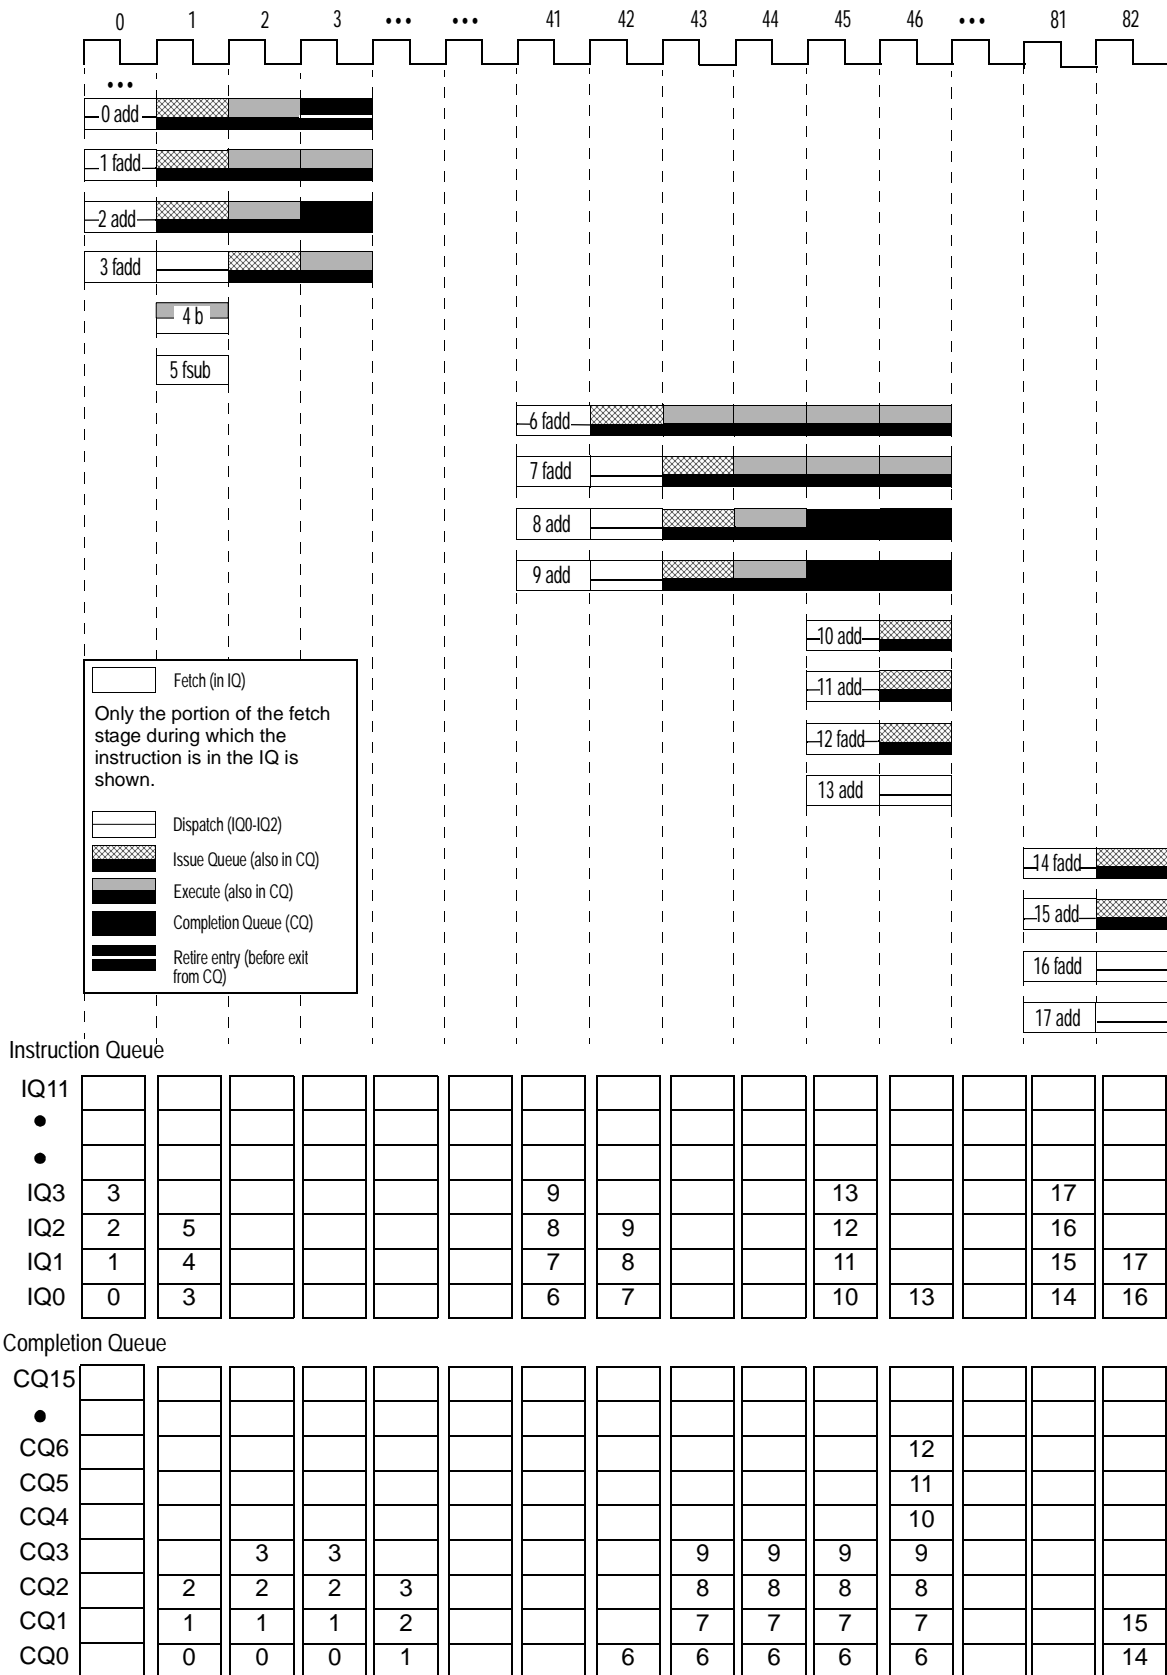 0 1 2 3 ••• ••• 41 42 43 44 45 46 ••• 81 82
•••
0 add
1 fadd
2 add
3 fadd
4 b
5 fsub
6 fadd
7 fadd
8 add
9 add
10 add
11 add
12 fadd
13 add
14 fadd
15 add
16 fadd
17 add
Fetch (in IQ)
Only the portion of the fetch
stage during which the
instruction is in the IQ is
shown.
Dispatch (IQ0-IQ2)
Issue Queue (also in CQ)
Execute (also in CQ)
Completion Queue (CQ)
Retire entry (before exit
from CQ)
Instruction Queue
IQ11
•
•
IQ3 3 9 13 17
IQ2 2 5 8 9 12 16
IQ1 1 4 7 8 11 15 17
IQ0 0 3 6 7 10 13 14 16
Completion Queue
CQ15
•
CQ6 12
CQ5 11
CQ4 10
CQ3 3 3 9 9 9 9
CQ2 2 2 2 3 8 8 8 8
CQ1 1 1 1 2 7 7 7 7 15
CQ0 0 0 0 1 6 6 6 6 6 14